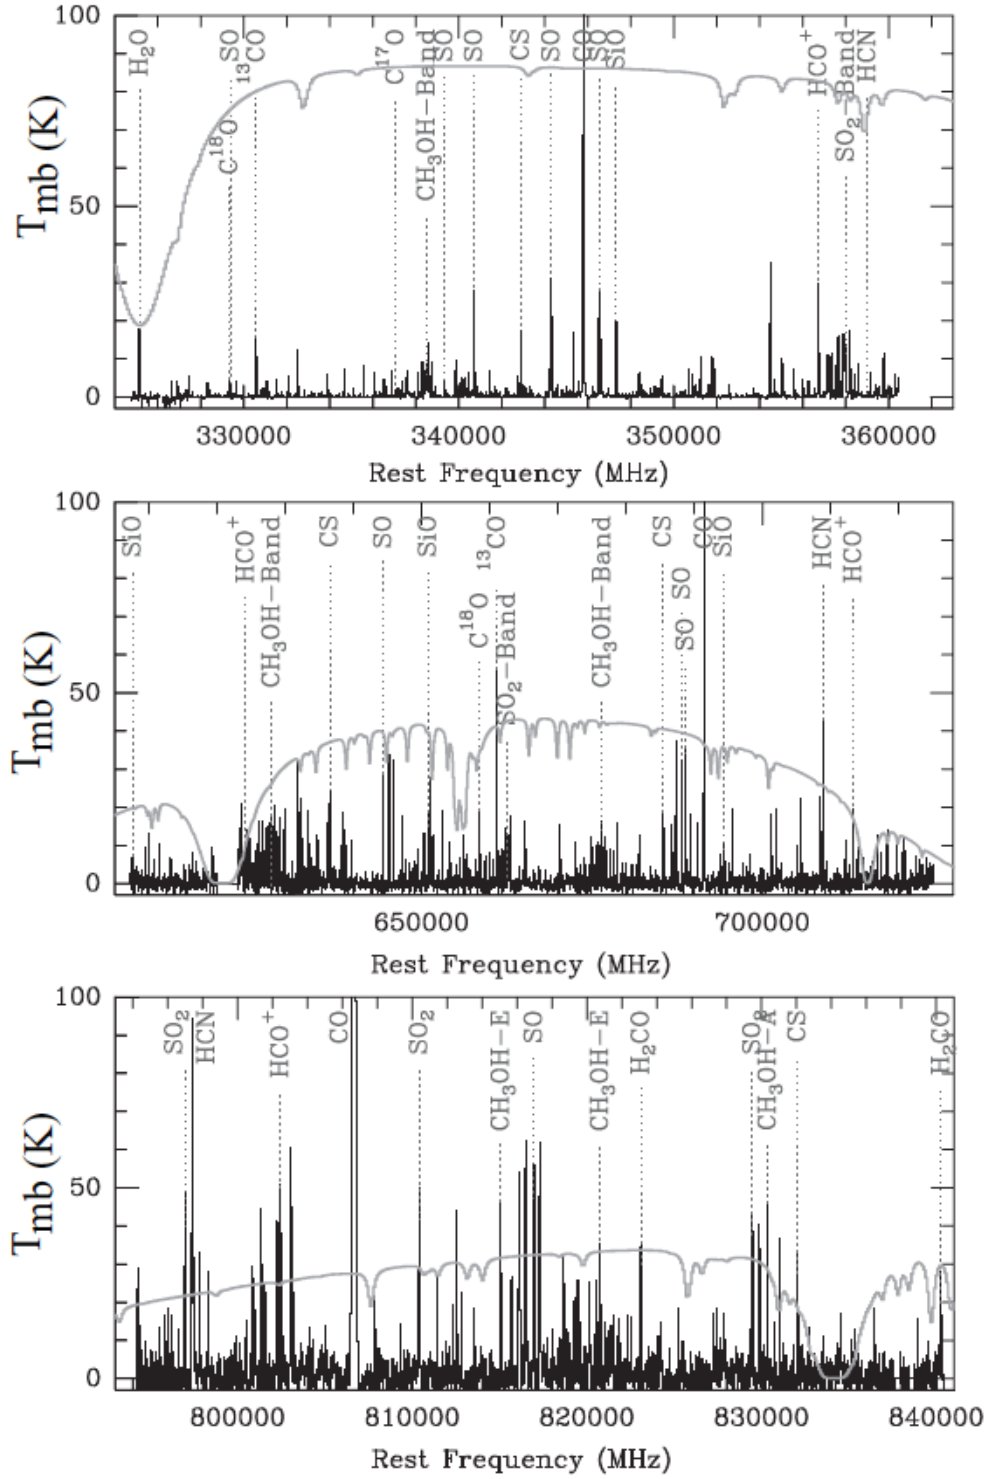 100
50
0
Tmb (K)
H2O
C18O
SO
13CO
C17O
CH3OH−Band
SO
SO
CS
SO
CO
SO
SiO
HCO+
SO2−Band
HCN
330000 340000 350000 360000
Rest Frequency (MHz)
100
50
0
Tmb (K)
SiO
HCO+
CH3OH−Band
CS
SO
SiO
C18O
13CO
SO2−Band
CH3OH−Band
CS
SO
SO
CO
SiO
HCN
HCO+
650000 700000
Rest Frequency (MHz)
100
50
0
Tmb (K)
SO2
HCN
HCO+
CO
SO2
CH3OH−E
SO
CH3OH−E
H2CO
SO2
CH3OH−A
CS
H2CO
800000 810000 820000 830000 840000
Rest Frequency (MHz)